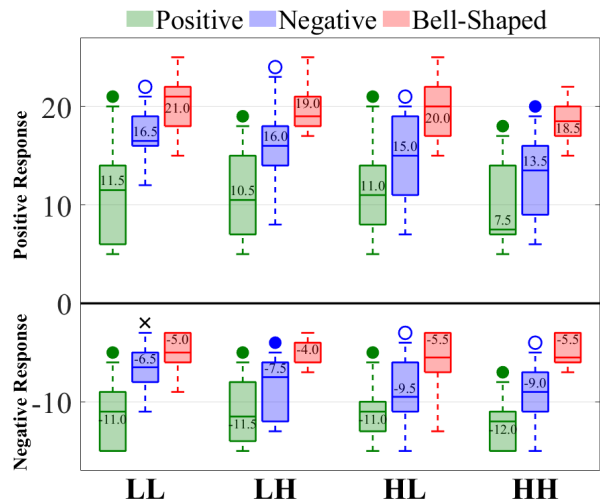 Positive Negative Bell-Shaped
Positive Response
20
10
0
11.5 16.5 21.0 10.5 16.0 19.0 11.0 15.0 20.0 7.5 13.5 18.5
Negative Response
-10
-11.0 -6.5 -5.0 -11.5 -7.5 -4.0 -11.0 -9.5 -5.5 -12.0 -9.0 -5.5
LL LH HL HH